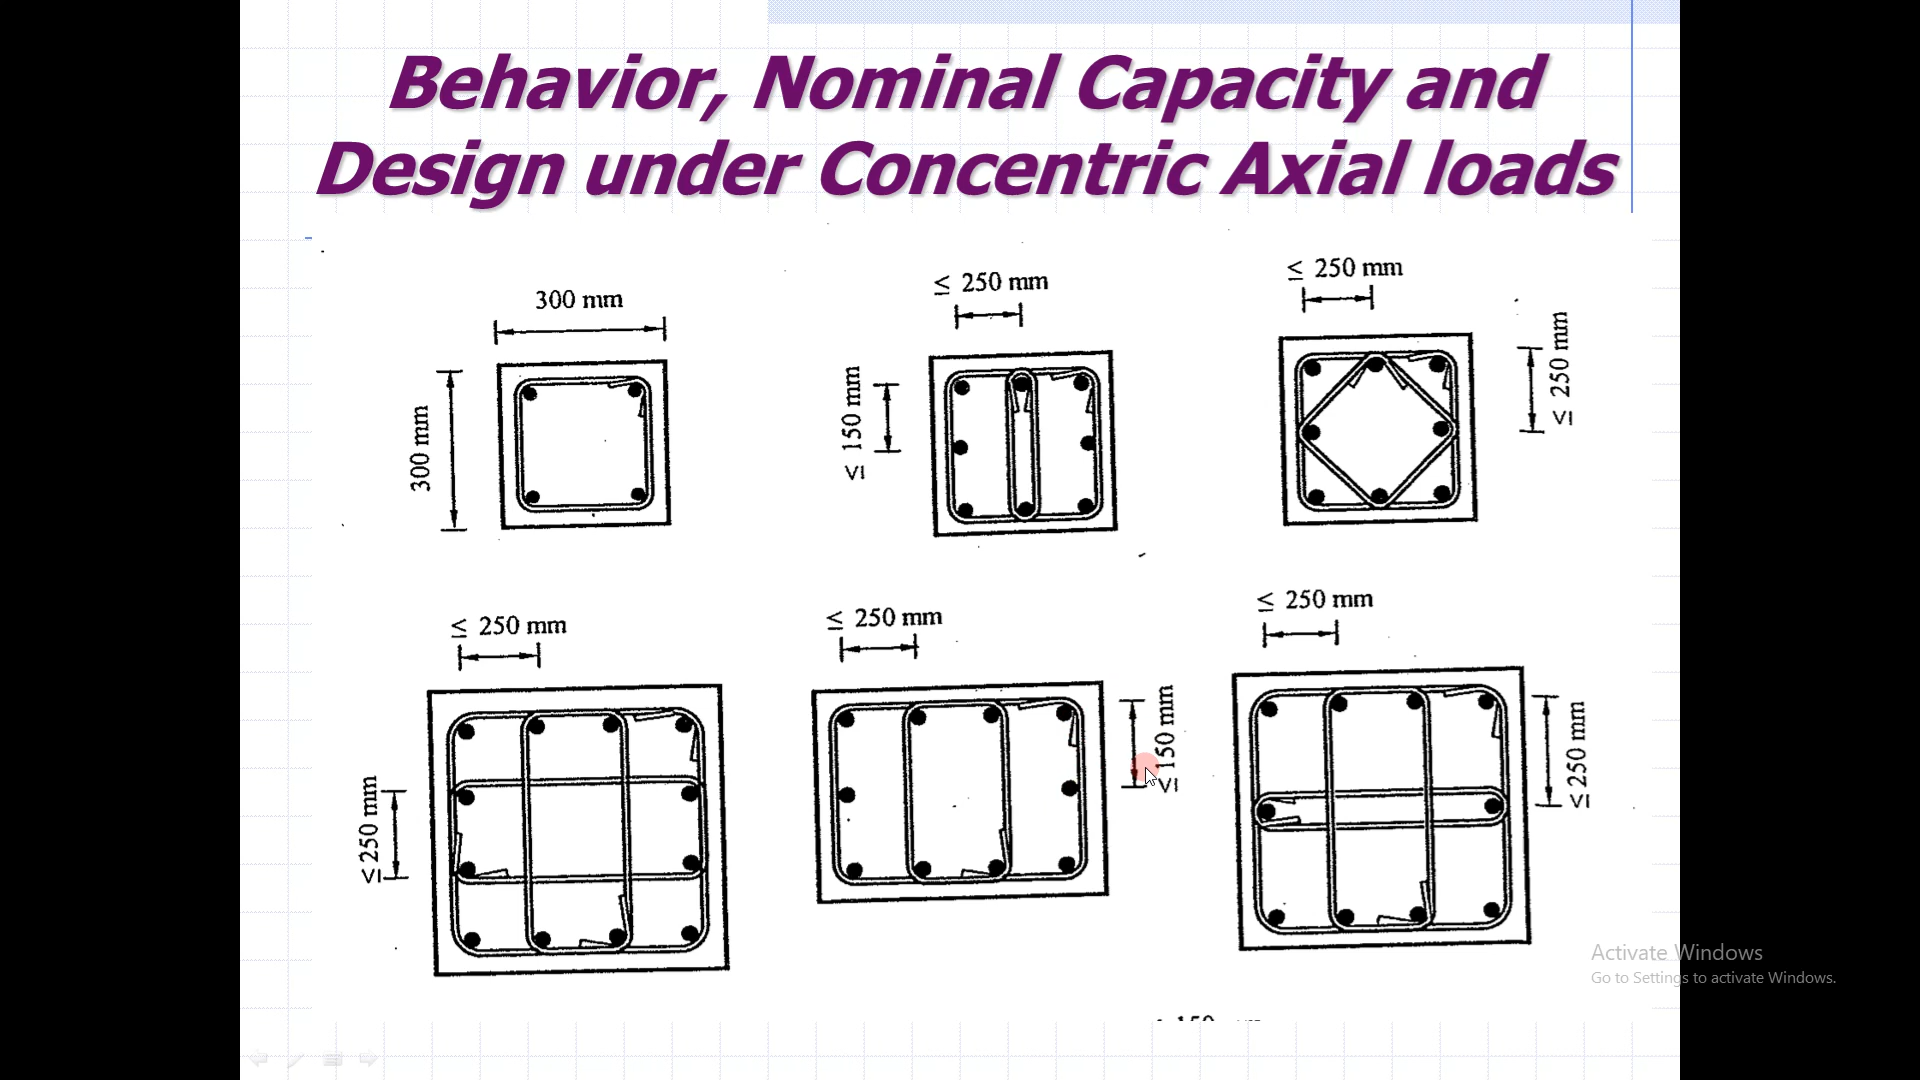 Behavior, Nominal Capacity and
Design under Concentric Axial loads
300 mm
≤ 250 mm
≤ 250 mm
300 mm
≤ 150 mm
≤ 250 mm
≤ 250 mm
≤ 250 mm
≤ 250 mm
≤250 mm
≤150 mm
≤250 mm
Activate Windows
Go to Settings to activate Windows.